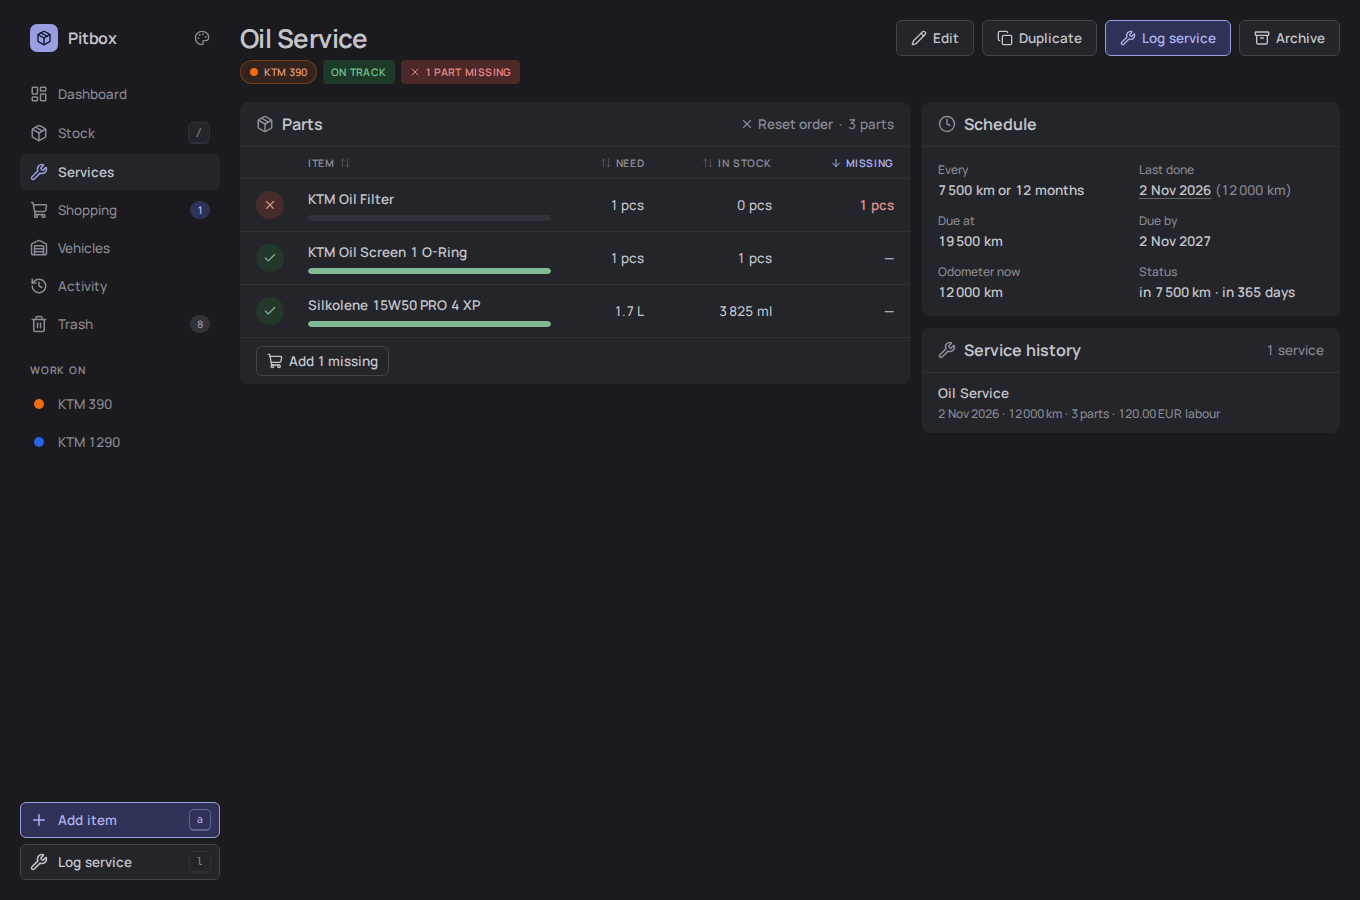 Pitbox
Dashboard
Stock /
Services
Shopping 1
Vehicles
Activity
Trash 8
WORK ON
KTM 390
KTM 1290
Add item a
Log service l
Oil Service
KTM 390 ON TRACK 1 PART MISSING
Edit Duplicate Log service Archive
Parts Reset order · 3 parts
ITEM NEED IN STOCK MISSING
KTM Oil Filter 1 pcs 0 pcs 1 pcs
KTM Oil Screen 1 O-Ring 1 pcs 1 pcs –
Silkolene 15W50 PRO 4 XP 1.7 L 3 825 ml –
Add 1 missing
Schedule
Every Last done
7 500 km or 12 months 2 Nov 2026 (12 000 km)
Due at Due by
19 500 km 2 Nov 2027
Odometer now Status
12 000 km in 7 500 km · in 365 days
Service history 1 service
Oil Service
2 Nov 2026 · 12 000 km · 3 parts · 120.00 EUR labour